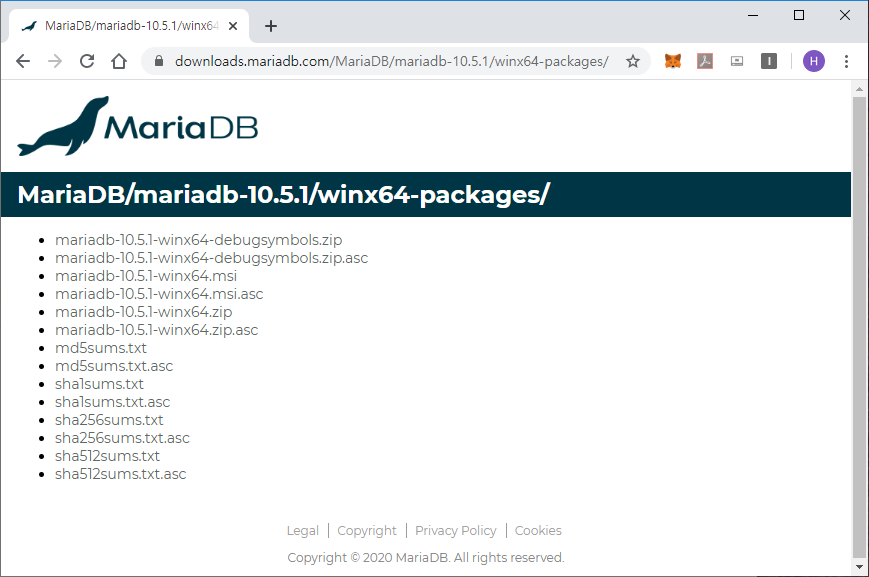 MariaDB/mariadb-10.5.1/winx64
downloads.mariadb.com/MariaDB/mariadb-10.5.1/winx64-packages/
H
MariaDB
MariaDB/mariadb-10.5.1/winx64-packages/
mariadb-10.5.1-winx64-debugsymbols.zip
mariadb-10.5.1-winx64-debugsymbols.zip.asc
mariadb-10.5.1-winx64.msi
mariadb-10.5.1-winx64.msi.asc
mariadb-10.5.1-winx64.zip
mariadb-10.5.1-winx64.zip.asc
md5sums.txt
md5sums.txt.asc
sha1sums.txt
sha1sums.txt.asc
sha256sums.txt
sha256sums.txt.asc
sha512sums.txt
sha512sums.txt.asc
Legal | Copyright | Privacy Policy | Cookies
Copyright © 2020 MariaDB. All rights reserved.